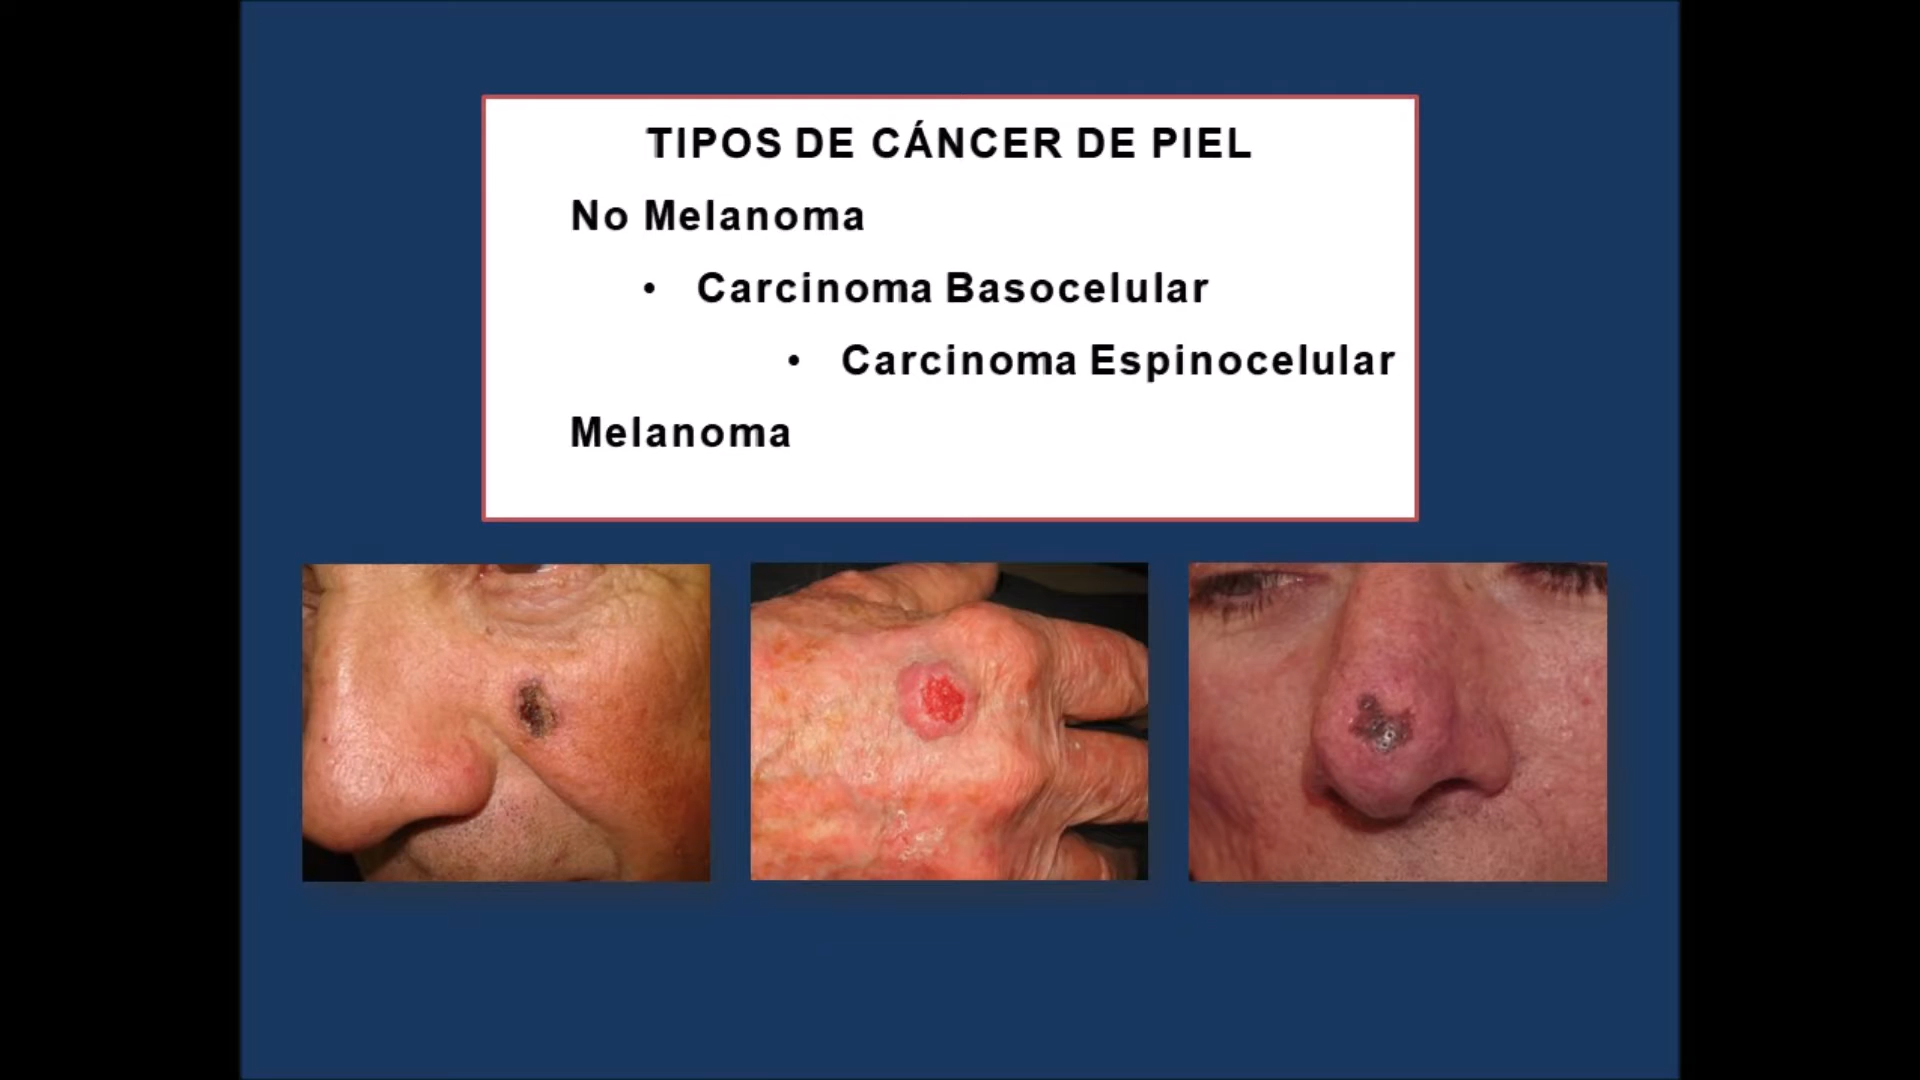 TIPOS DE CÁNCER DE PIEL
No Melanoma
• Carcinoma Basocelular
• Carcinoma Espinocelular
Melanoma